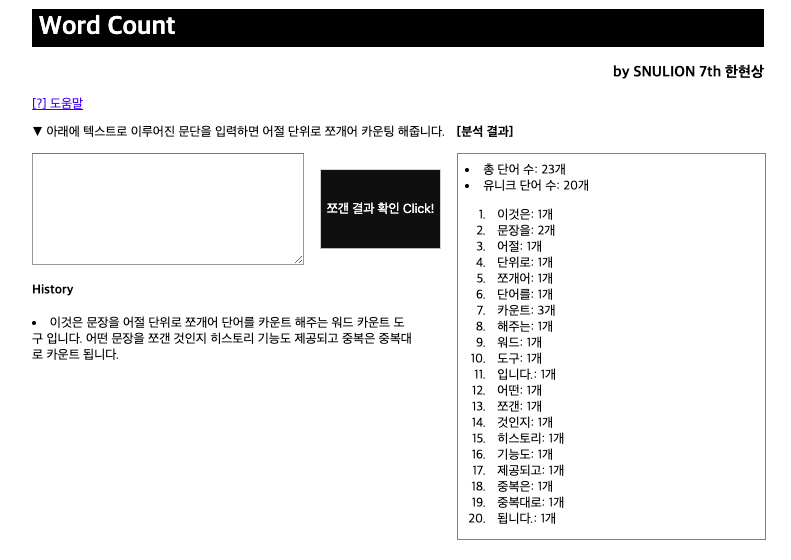 Word Count
by SNULION 7th 한현상
[?] 도움말
▼ 아래에 텍스트로 이루어진 문단을 입력하면 어절 단위로 쪼개어 카운팅 해줍니다.
쪼갠 결과 확인 Click!
History
• 이것은 문장을 어절 단위로 쪼개어 단어를 카운트 해주는 워드 카운트 도
구 입니다. 어떤 문장을 쪼갠 것인지 히스토리 기능도 제공되고 중복은 중복대
로 카운트 됩니다.
[분석 결과]
• 총 단어 수: 23개
• 유니크 단어 수: 20개
1. 이것은: 1개
2. 문장을: 2개
3. 어절: 1개
4. 단위로: 1개
5. 쪼개어: 1개
6. 단어를: 1개
7. 카운트: 3개
8. 해주는: 1개
9. 워드: 1개
10. 도구: 1개
11. 입니다.: 1개
12. 어떤: 1개
13. 쪼갠: 1개
14. 것인지: 1개
15. 히스토리: 1개
16. 기능도: 1개
17. 제공되고: 1개
18. 중복은: 1개
19. 중복대로: 1개
20. 됩니다.: 1개